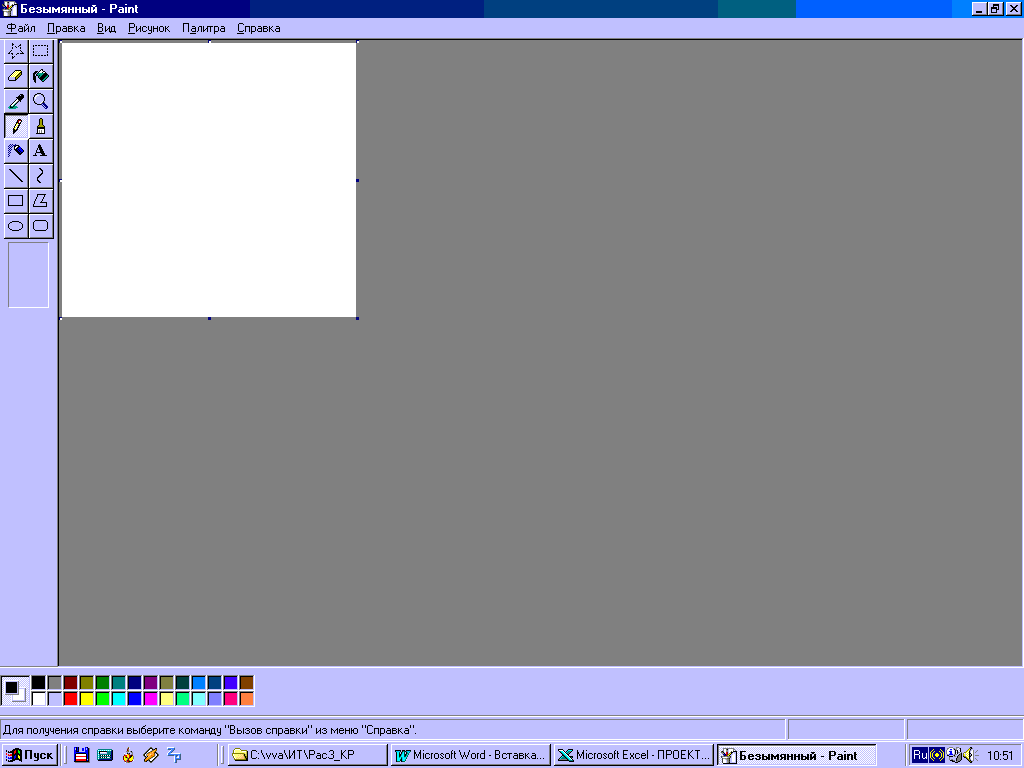 Безымянный - Paint
Файл Правка Вид Рисунок Палитра Справка
A
Для получения справки выберите команду "Вызов справки" из меню "Справка".
Пуск C:\vva\ИТ\Рас3_КР Microsoft Word - Вставка... Microsoft Excel - ПРОЕКТ... Безымянный - Paint Ru 10:51